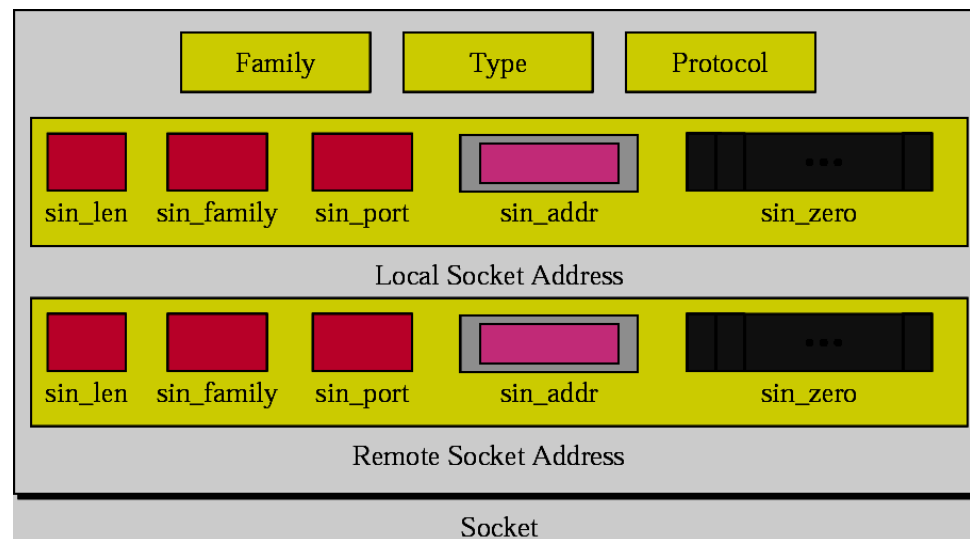 Family Type Protocol
sin_len sin_family sin_port sin_addr sin_zero
Local Socket Address
sin_len sin_family sin_port sin_addr sin_zero
Remote Socket Address
Socket